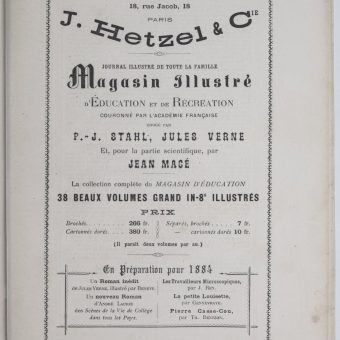 18, rue Jacob, 18
PARIS
J. Hetzel & CIE
JOURNAL ILLUSTRÉ DE TOUTE LA FAMILLE
Magasin Illustré
D'ÉDUCATION ET DE RÉCRÉATION
COURONNÉ PAR L'ACADÉMIE FRANÇAISE
DIRIGÉ PAR
P.-J. STAHL, JULES VERNE
Et, pour la partie scientifique, par
JEAN MACÉ
La collection complète du MAGASIN D'ÉDUCATION
38 BEAUX VOLUMES GRAND IN-8° ILLUSTRÉS
PRIX
Brochés. 266 fr. Séparés, brochés. 7 fr.
Cartonnés dorés. 380 fr. — cartonnés dorés 10 fr.
(Il paraît deux volumes par an.)
En Préparation pour 1884
Un Roman inédit
DE JULES VERNE, illustré par BENETT.
Un nouveau Roman
d'ANDRÉ LAURIE
des Scènes de la Vie de Collège
dans tous les Pays.
Les Travailleurs Microscopiques,
par J. REY.
La petite Louisette,
par
Pierre Casse-Cou,
par TH. BENTZON.